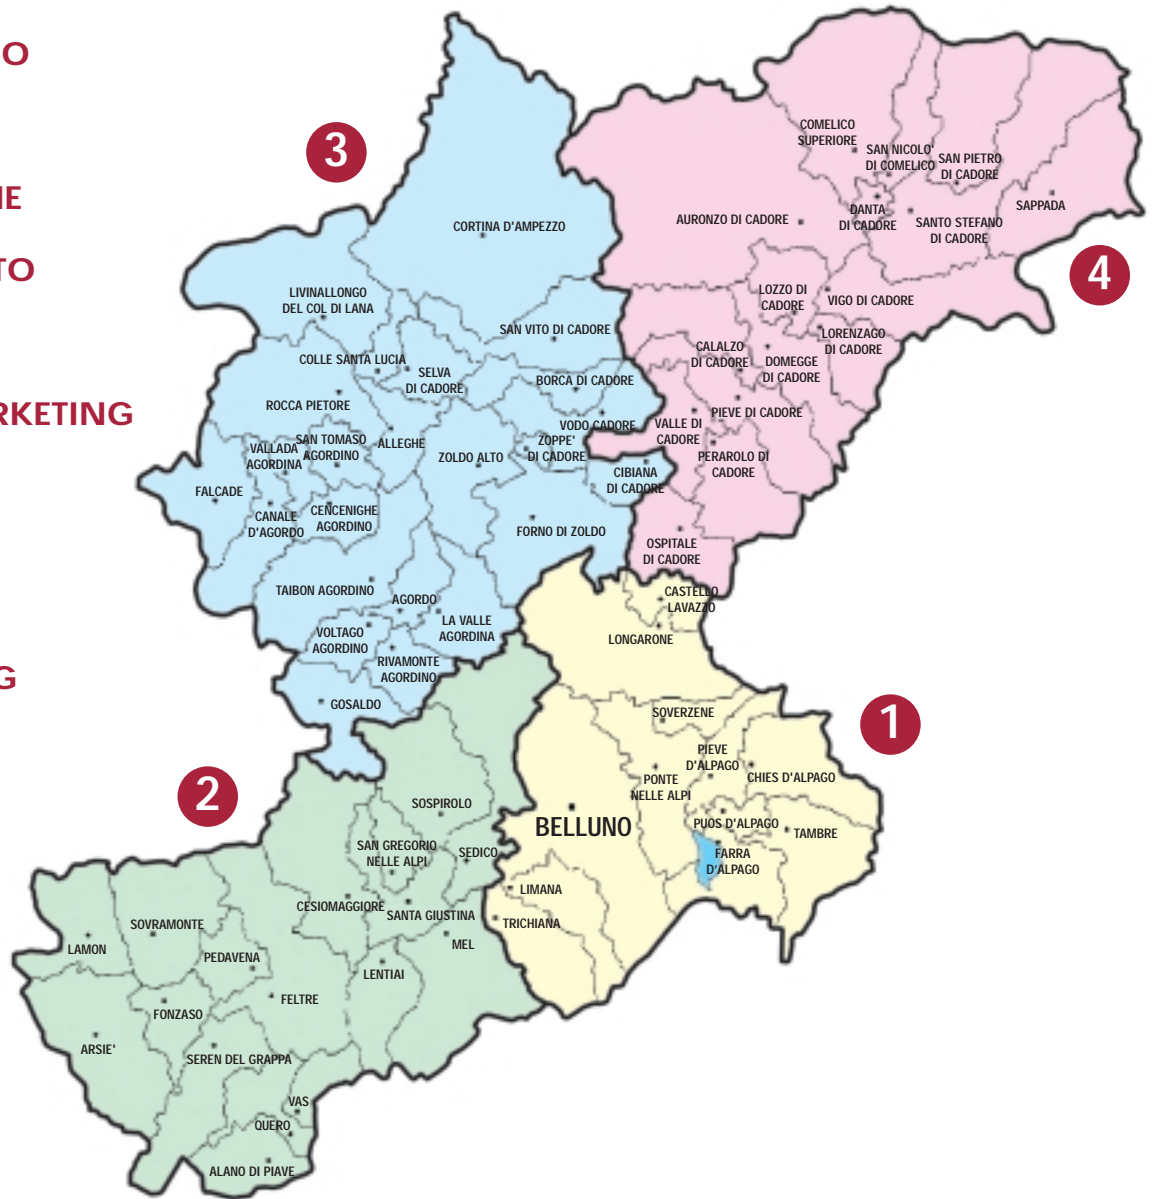 O
IE
TO
RKETING
G
3
COMELICO
SUPERIORE
SAN NICOLO'
DI COMELICO
SAN PIETRO
DI CADORE
DANTA
DI CADORE
SANTO STEFANO
DI CADORE
SAPPADA
AURONZO DI CADORE
4
CORTINA D'AMPEZZO
LIVINALLONGO
DEL COL DI LANA
LOZZO DI
CADORE
VIGO DI CADORE
SAN VITO DI CADORE
LORENZAGO
DI CADORE
CALALZO
DI CADORE
DOMEGGE
DI CADORE
COLLE SANTA LUCIA
SELVA
DI CADORE
BORCA DI CADORE
ROCCA PIETORE
PIEVE DI CADORE
VODO CADORE
VALLE DI
CADORE
SAN TOMASO
AGORDINO
ALLEGHE
VALLADA
AGORDINA
ZOPPE'
DI CADORE
ZOLDO ALTO
PERAROLO DI
CADORE
CIBIANA
DI CADORE
FALCADE
CANALE
D'AGORDO
CENCENIGHE
AGORDINO
FORNO DI ZOLDO
OSPITALE
DI CADORE
TAIBON AGORDINO
AGORDO
CASTELLO
LAVAZZO
LA VALLE
AGORDINA
VOLTAGO
AGORDINO
LONGARONE
RIVAMONTE
AGORDINO
GOSALDO
SOVERZENE
1
PIEVE
D'ALPAGO
PONTE
NELLE ALPI
CHIES D'ALPAGO
2
SOSPIROLO
BELLUNO
PUOS D'ALPAGO
TAMBRE
SAN GREGORIO
NELLE ALPI
SEDICO
FARRA
D'ALPAGO
LIMANA
CESIOMAGGIORE
SANTA GIUSTINA
TRICHIANA
SOVRAMONTE
LAMON
MEL
PEDAVENA
LENTIAI
FELTRE
FONZASO
ARSIE'
SEREN DEL GRAPPA
VAS
QUERO
ALANO DI PIAVE